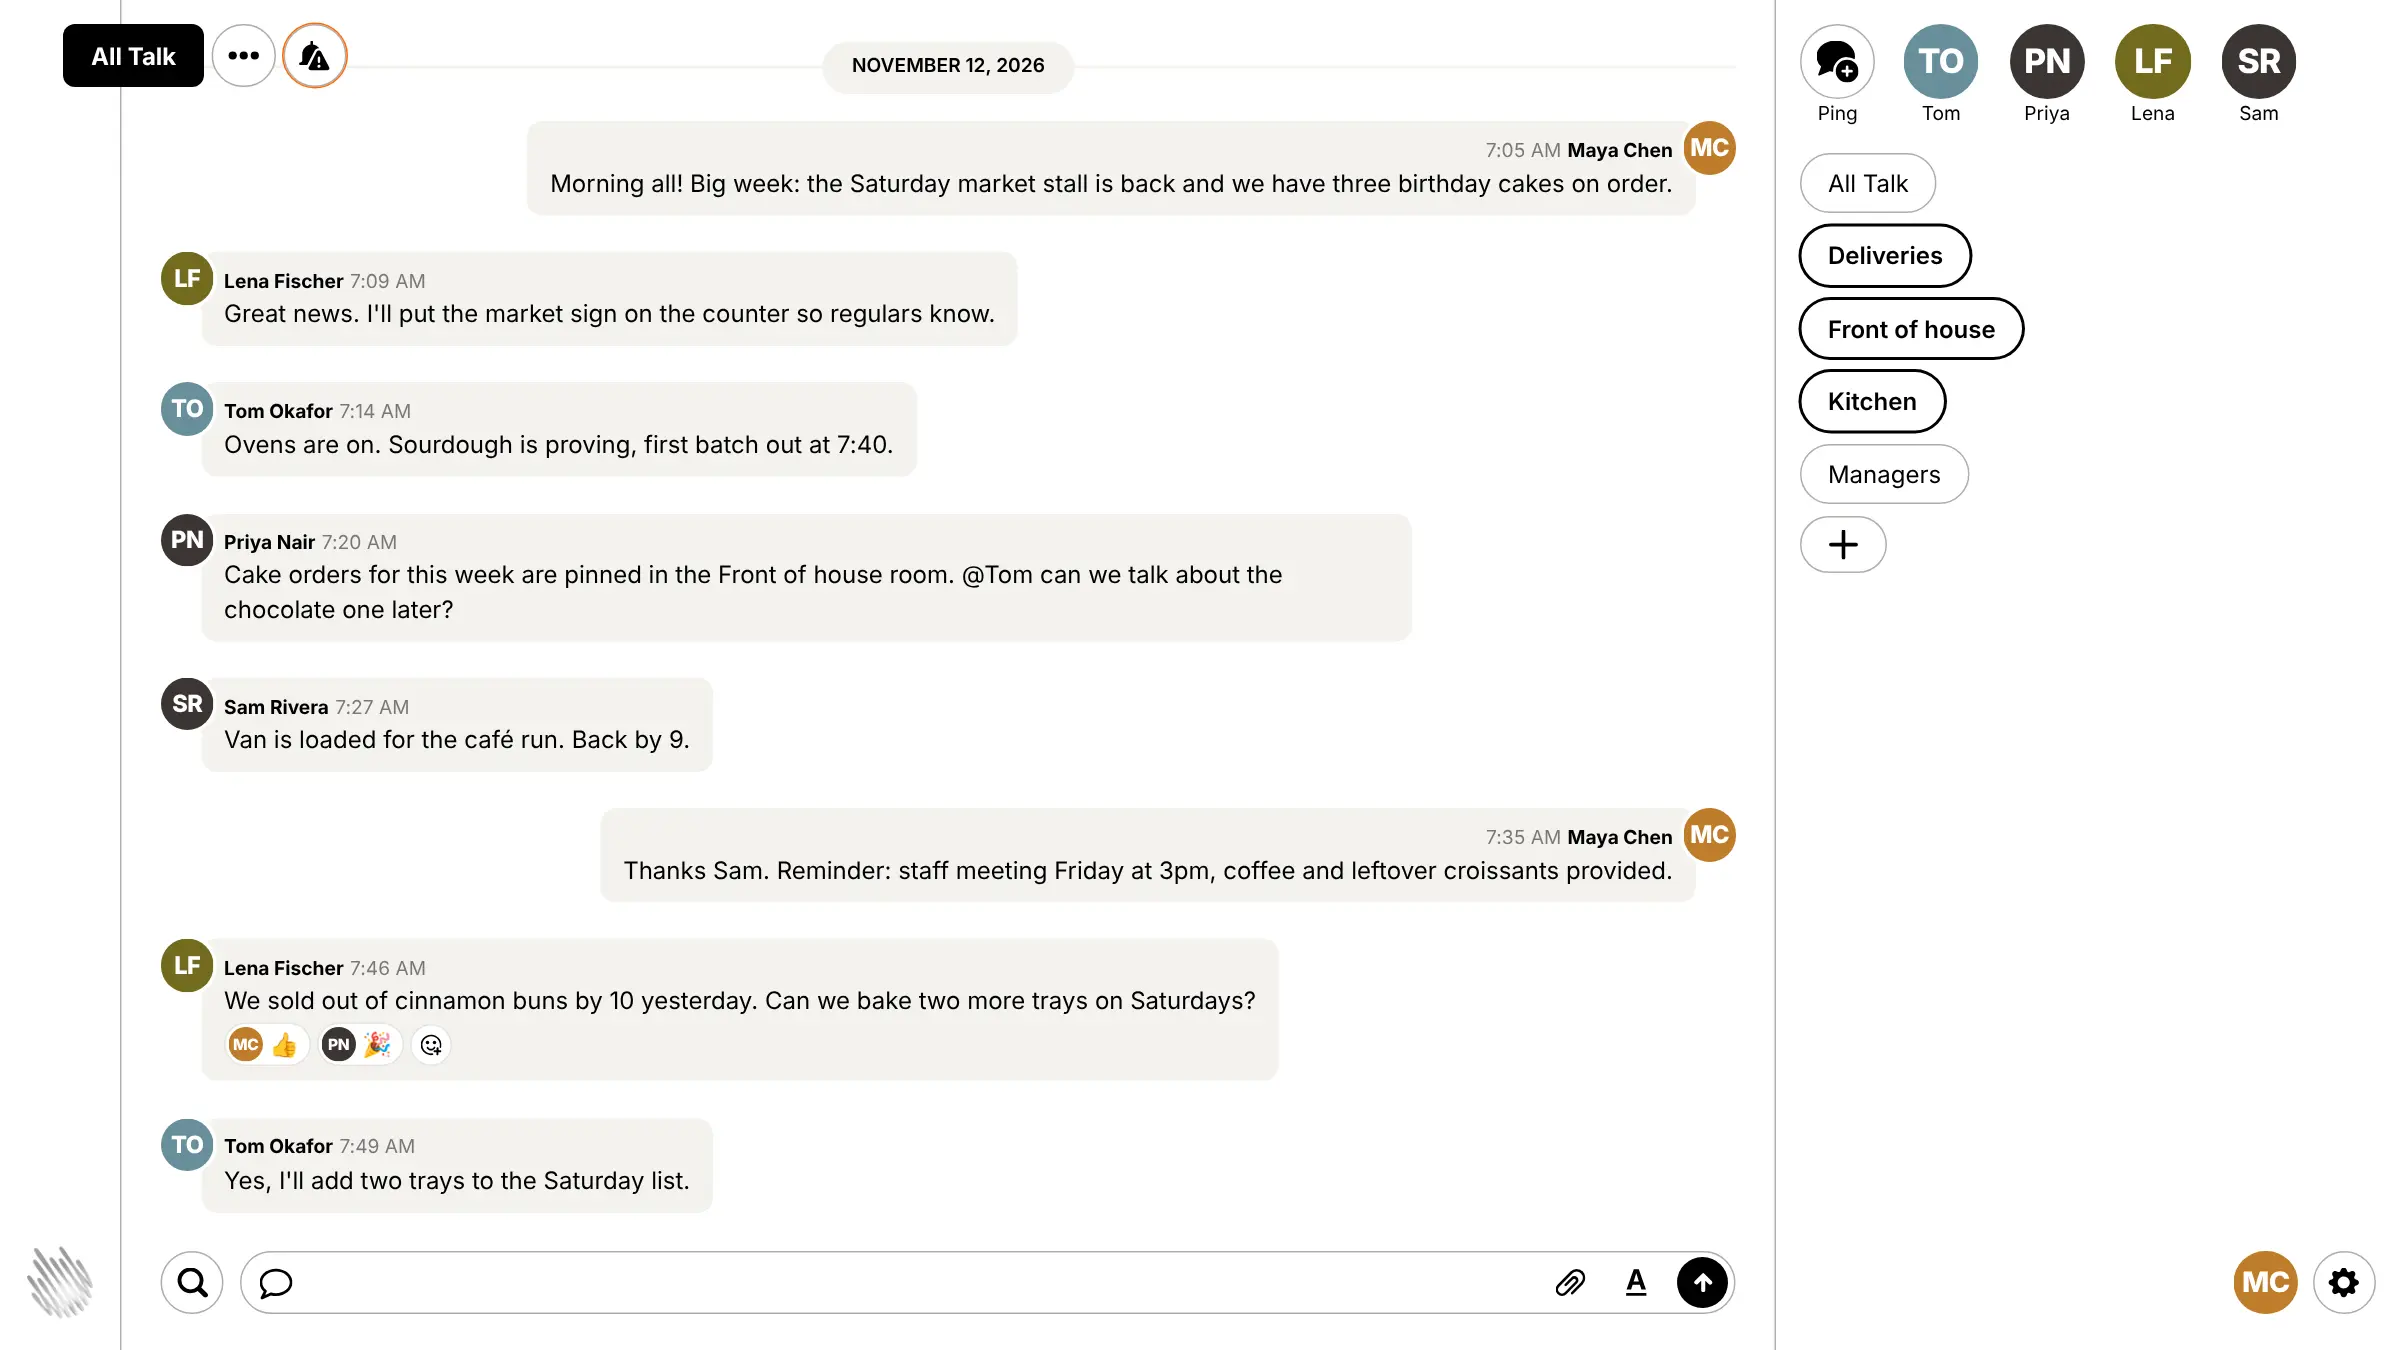 All Talk
NOVEMBER 12, 2026
7:05 AM Maya Chen MC
Morning all! Big week: the Saturday market stall is back and we have three birthday cakes on order.
LF Lena Fischer 7:09 AM
Great news. I'll put the market sign on the counter so regulars know.
TO Tom Okafor 7:14 AM
Ovens are on. Sourdough is proving, first batch out at 7:40.
PN Priya Nair 7:20 AM
Cake orders for this week are pinned in the Front of house room. @Tom can we talk about the
chocolate one later?
SR Sam Rivera 7:27 AM
Van is loaded for the café run. Back by 9.
7:35 AM Maya Chen MC
Thanks Sam. Reminder: staff meeting Friday at 3pm, coffee and leftover croissants provided.
LF Lena Fischer 7:46 AM
We sold out of cinnamon buns by 10 yesterday. Can we bake two more trays on Saturdays?
MC 👍 PN 🎉
TO Tom Okafor 7:49 AM
Yes, I'll add two trays to the Saturday list.
A
TO PN LF SR
Ping Tom Priya Lena Sam
All Talk
Deliveries
Front of house
Kitchen
Managers
MC